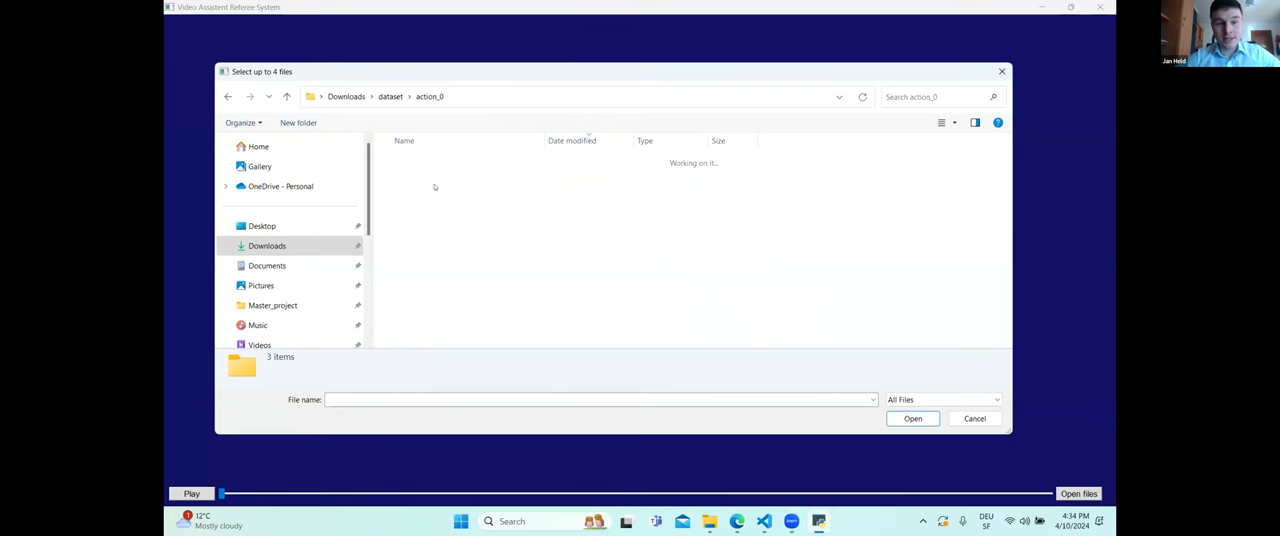 Video Assistent Referee System
Jan Held
Select up to 4 files
Downloads > dataset > action_0
Search action_0
Organize
New folder
Name
Date modified
Type
Size
Working on it...
Home
Gallery
OneDrive - Personal
Desktop
Downloads
Documents
Pictures
Master_project
Music
Videos
3 items
File name:
All Files
Open
Cancel
Play
Open files
1
12°C
Mostly cloudy
Search
DEU
SF
4:34 PM
4/10/2024